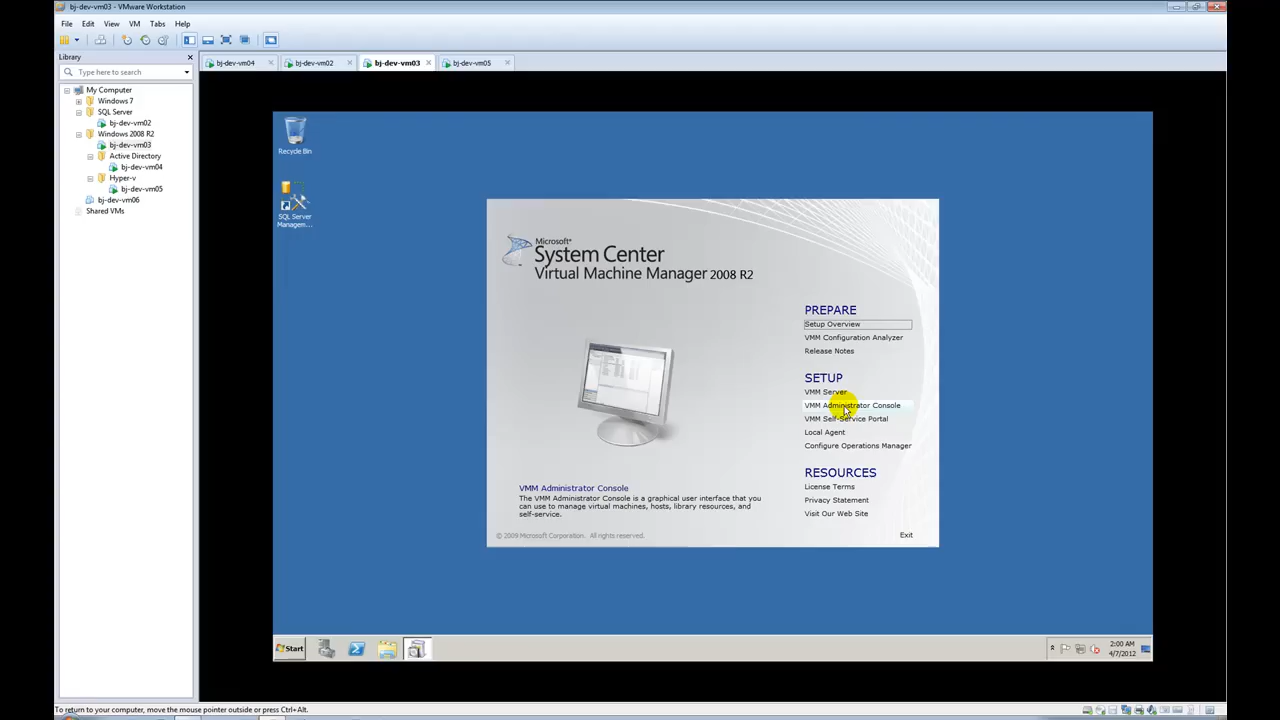 bj-dev-vm03 - VMware Workstation
File Edit View VM Tabs Help
Library
Type here to search
My Computer
Windows 7
SQL Server
bj-dev-vm02
Windows 2008 R2
bj-dev-vm03
Active Directory
bj-dev-vm04
Hyper-v
bj-dev-vm05
bj-dev-vm06
Shared VMs
bj-dev-vm04 bj-dev-vm02 bj-dev-vm03 bj-dev-vm05
Recycle Bin
SQL Server
Managem...
Microsoft®
System Center
Virtual Machine Manager 2008 R2
PREPARE
Setup Overview
VMM Configuration Analyzer
Release Notes
SETUP
VMM Server
VMM Administrator Console
VMM Self-Service Portal
Local Agent
Configure Operations Manager
RESOURCES
License Terms
Privacy Statement
Visit Our Web Site
Exit
VMM Administrator Console
The VMM Administrator Console is a graphical user interface that you
can use to manage virtual machines, hosts, library resources, and
self-service.
© 2009 Microsoft Corporation. All rights reserved.
Start
2:00 AM
4/7/2012
To return to your computer, move the mouse pointer outside or press Ctrl+Alt.